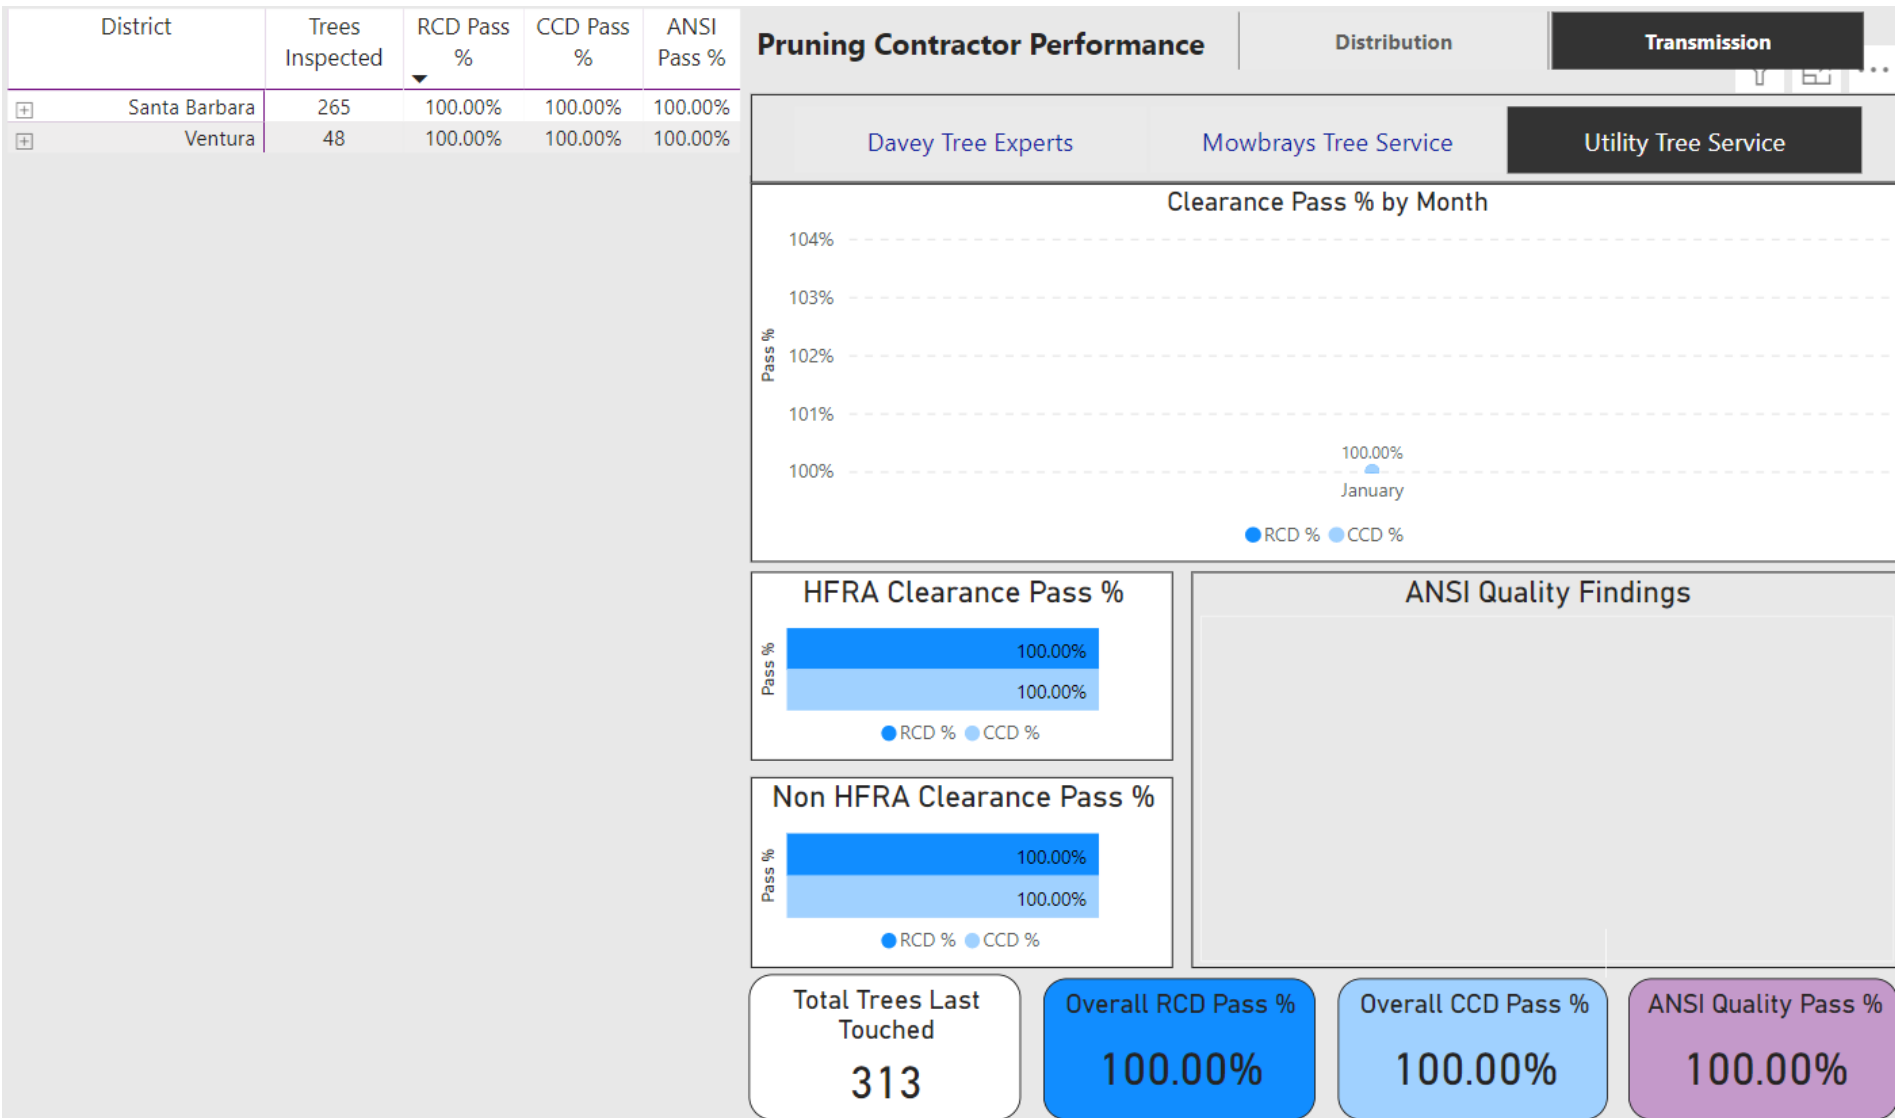 District Trees Inspected RCD Pass % CCD Pass % ANSI Pass %
Santa Barbara 265 100.00% 100.00% 100.00%
Ventura 48 100.00% 100.00% 100.00%
Pruning Contractor Performance
Distribution
Transmission
Davey Tree Experts
Mowbrays Tree Service
Utility Tree Service
Clearance Pass % by Month
Pass %
104%
103%
102%
101%
100%
100.00%
January
RCD % CCD %
HFRA Clearance Pass %
Pass %
100.00%
100.00%
RCD % CCD %
ANSI Quality Findings
Non HFRA Clearance Pass %
Pass %
100.00%
100.00%
RCD % CCD %
Total Trees Last
Touched
313
Overall RCD Pass %
100.00%
Overall CCD Pass %
100.00%
ANSI Quality Pass %
100.00%